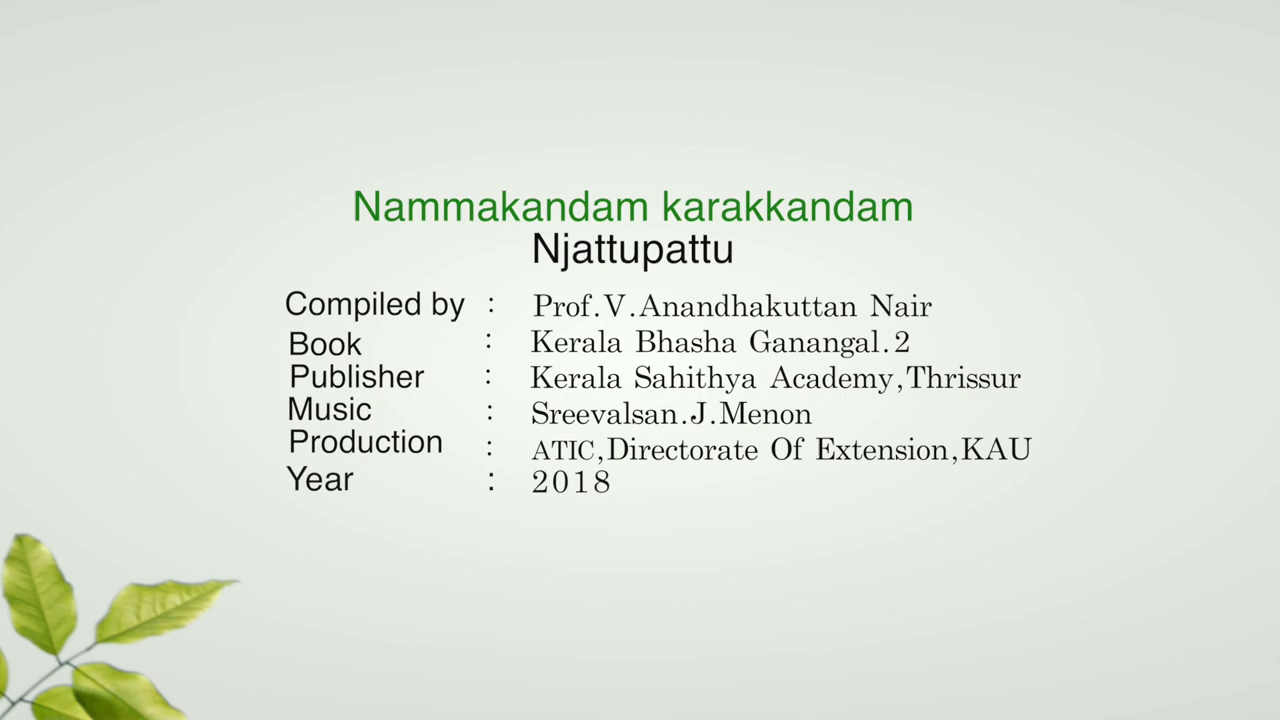 Nammakandam karakkandam
Njattupattu
Compiled by : Prof.V.Anandhakuttan Nair
Book : Kerala Bhasha Ganangal.2
Publisher : Kerala Sahithya Academy,Thrissur
Music : Sreevalsan.J.Menon
Production : ATIC,Directorate Of Extension,KAU
Year : 2018